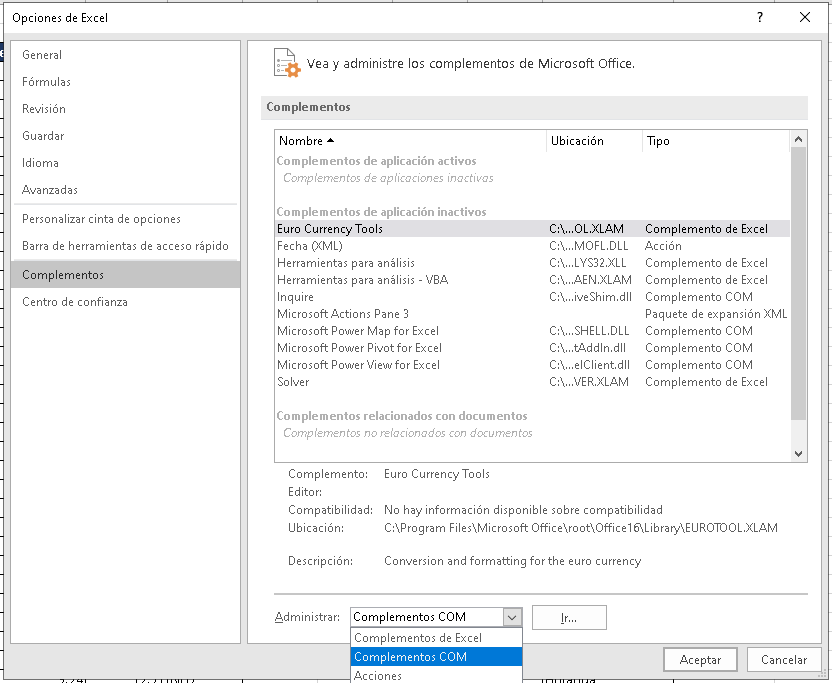 Opciones de Excel ? ×
General
Fórmulas
Revisión
Guardar
Idioma
Avanzadas
Personalizar cinta de opciones
Barra de herramientas de acceso rápido
Complementos
Centro de confianza
Vea y administre los complementos de Microsoft Office.
Complementos
Nombre Ubicación Tipo
Complementos de aplicación activos
Complementos de aplicaciones inactivas
Complementos de aplicación inactivos
Euro Currency Tools C:\...OL.XLAM Complemento de Excel
Fecha (XML) C:\...MOFL.DLL Acción
Herramientas para análisis C:\...LYS32.XLL Complemento de Excel
Herramientas para análisis - VBA C:\...AEN.XLAM Complemento de Excel
Inquire C:\...iveShim.dll Complemento COM
Microsoft Actions Pane 3 Paquete de expansión XML
Microsoft Power Map for Excel C:\...SHELL.DLL Complemento COM
Microsoft Power Pivot for Excel C:\...tAddIn.dll Complemento COM
Microsoft Power View for Excel C:\...elClient.dll Complemento COM
Solver C:\...VER.XLAM Complemento de Excel
Complementos relacionados con documentos
Complementos no relacionados con documentos
Complemento: Euro Currency Tools
Editor:
Compatibilidad: No hay información disponible sobre compatibilidad
Ubicación: C:\Program Files\Microsoft Office\root\Office16\Library\EUROTOOL.XLAM
Descripción: Conversion and formatting for the euro currency
Administrar: Complementos COM Ir...
Complementos de Excel
Complementos COM
Acciones
Aceptar Cancelar